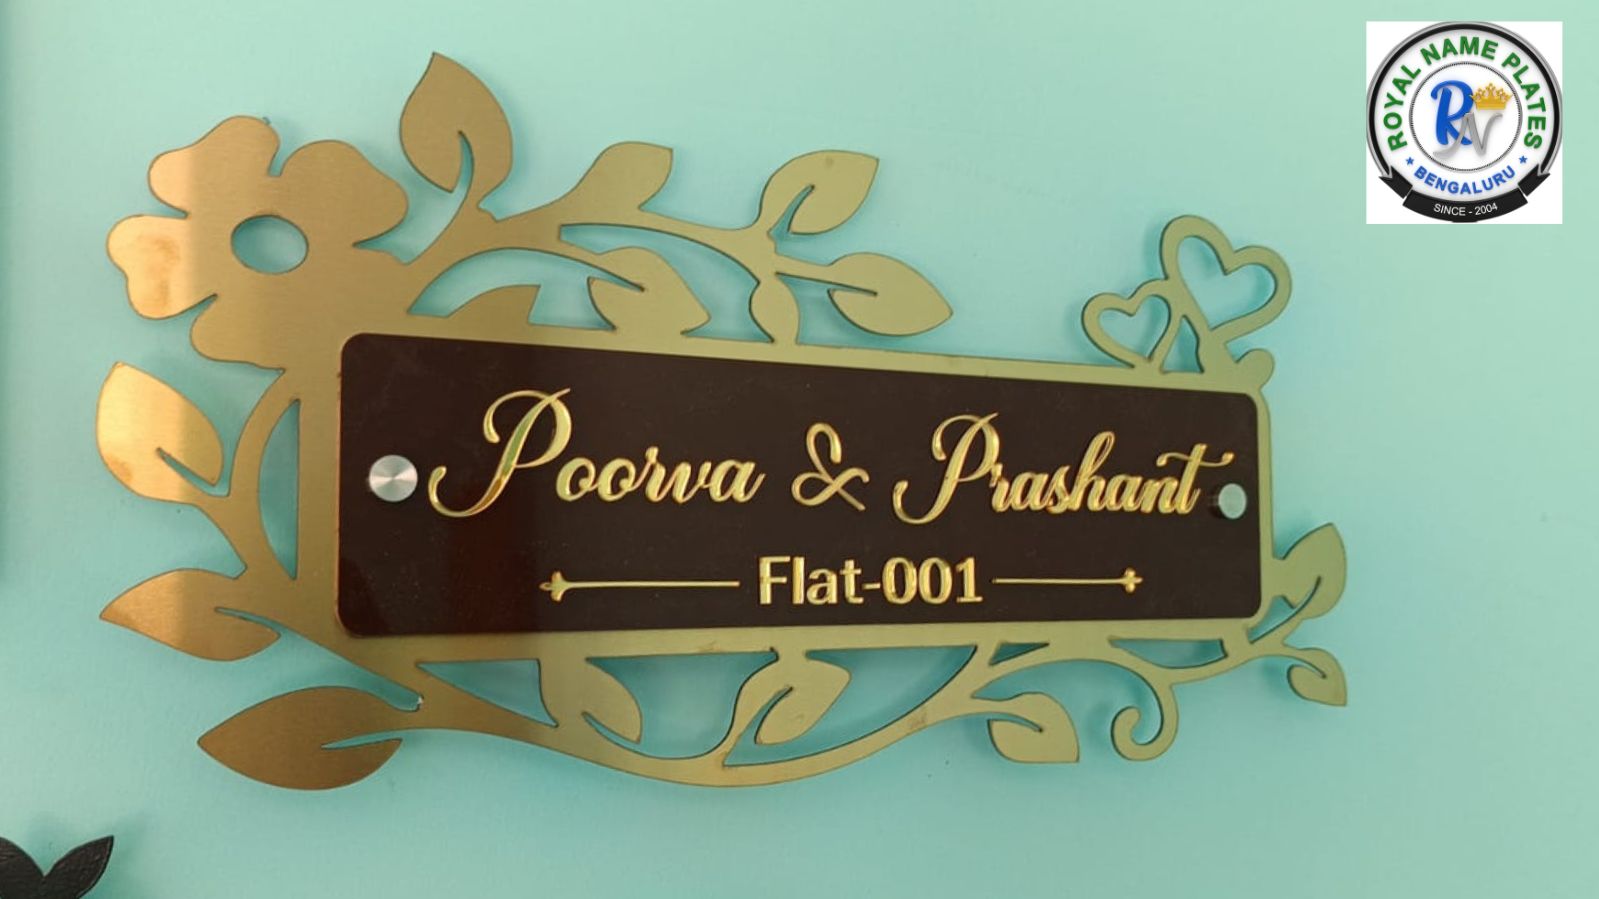 ROYAL NAME PLATES
RN
BENGALURU
SINCE - 2004
Poorva & Prashant
Flat-001